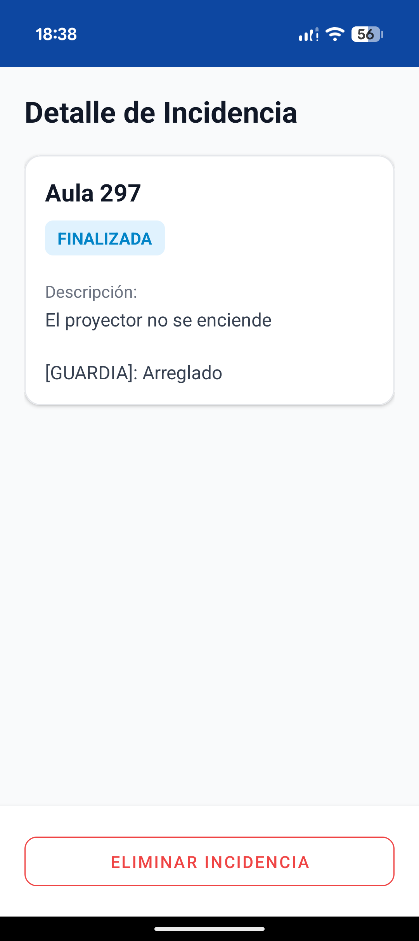 18:38
56
Detalle de Incidencia
Aula 297
FINALIZADA
Descripción:
El proyector no se enciende
[GUARDIA]: Arreglado
ELIMINAR INCIDENCIA